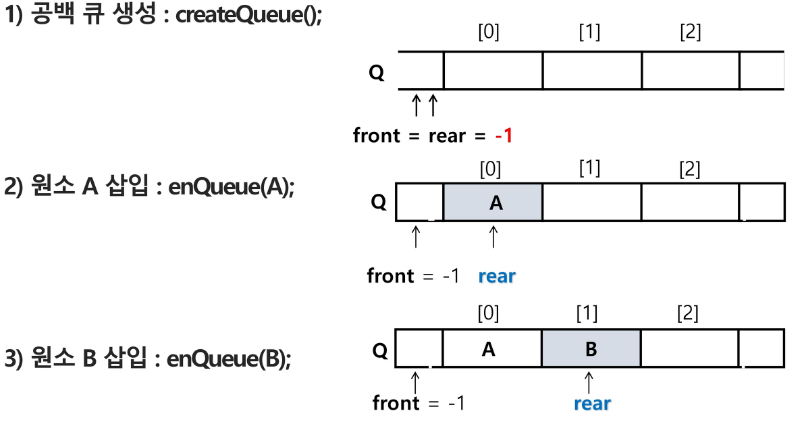 1) 공백 큐 생성 : createQueue();
[0] [1] [2]
Q
front = rear = -1
2) 원소 A 삽입 : enQueue(A);
[0] [1] [2]
Q A
front = -1 rear
3) 원소 B 삽입 : enQueue(B);
[0] [1] [2]
Q A B
front = -1 rear